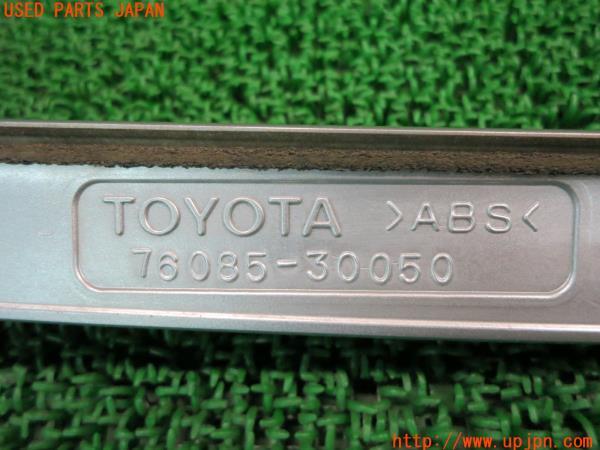 USED PARTS JAPAN
TOYOTA >ABS<
76085-30050
http://www.upjpn.com/